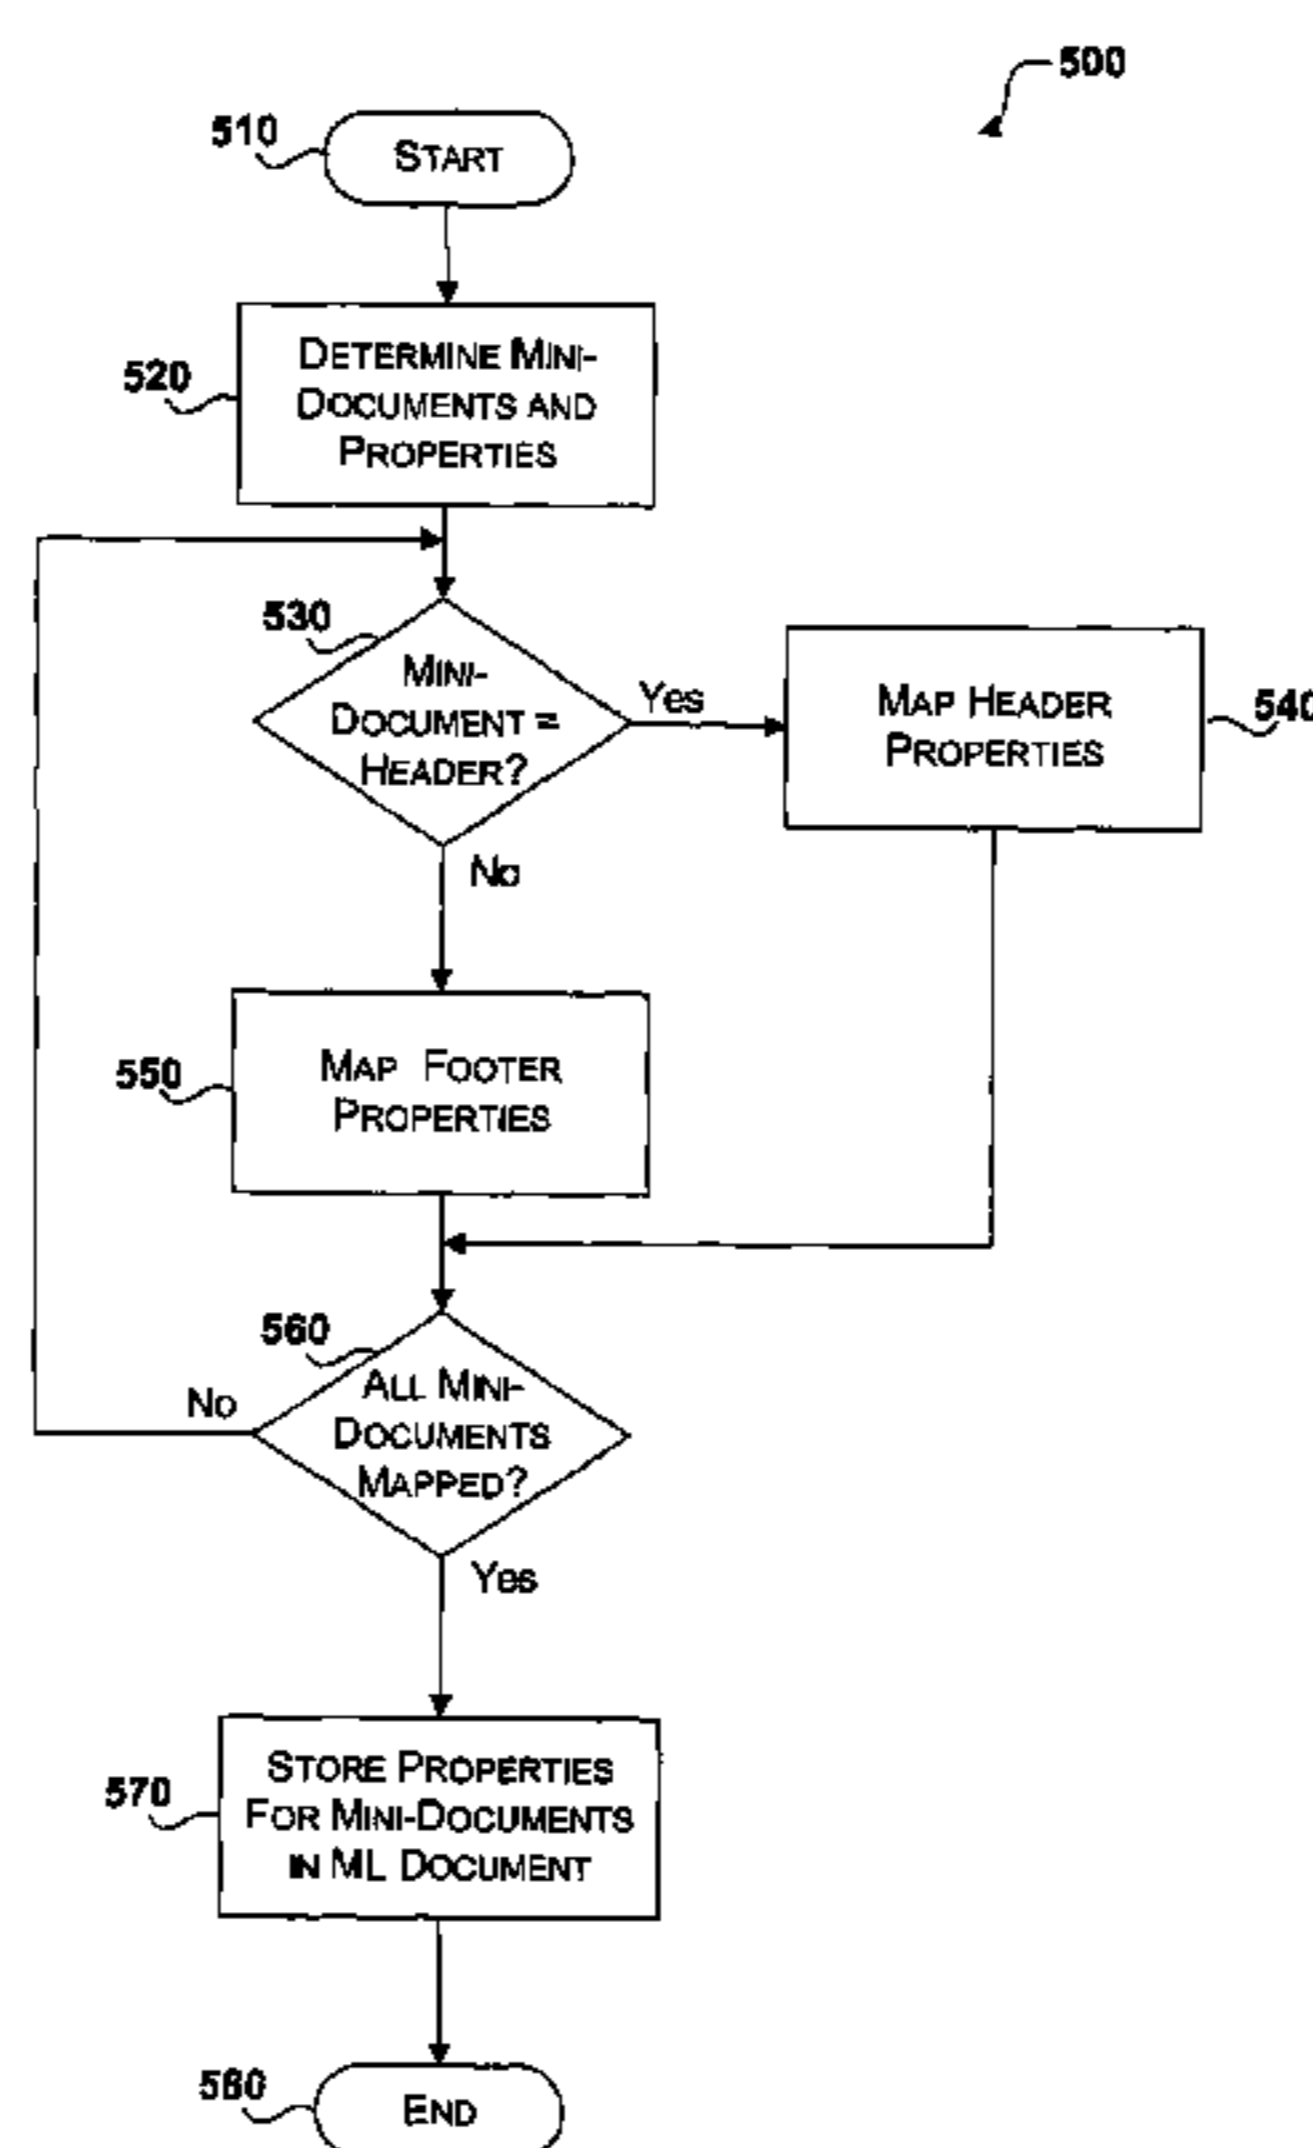 500
510
START
520
DETERMINE MINI-
DOCUMENTS AND
PROPERTIES
530
MINI-
DOCUMENT =
HEADER?
Yes
MAP HEADER
PROPERTIES
540
No
550
MAP FOOTER
PROPERTIES
560
ALL MINI-
DOCUMENTS
MAPPED?
No
Yes
570
STORE PROPERTIES
FOR MINI-DOCUMENTS
IN ML DOCUMENT
580
END